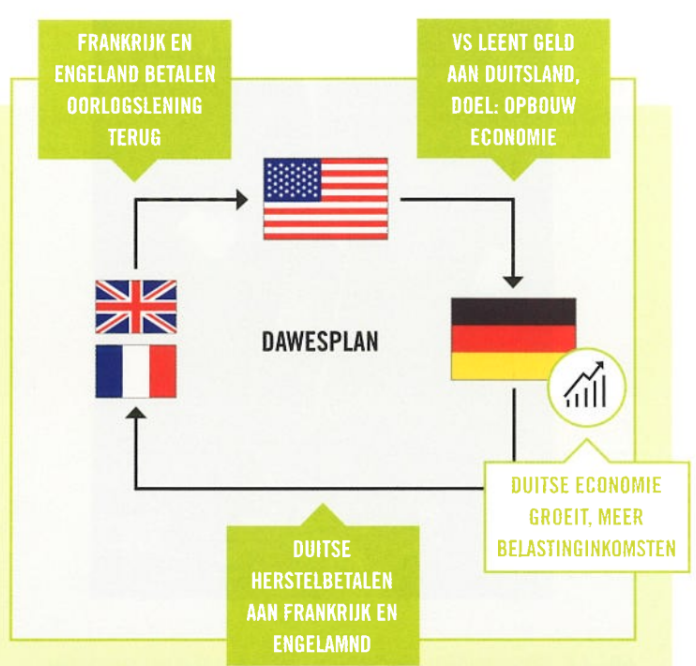 FRANKRIJK EN
ENGELAND BETALEN
OORLOGSLENING
TERUG
VS LEENT GELD
AAN DUITSLAND,
DOEL: OPBOUW
ECONOMIE
DAWESPLAN
DUITSE ECONOMIE
GROEIT, MEER
BELASTINGINKOMSTEN
DUITSE
HERSTELBETALEN
AAN FRANKRIJK EN
ENGELAMND